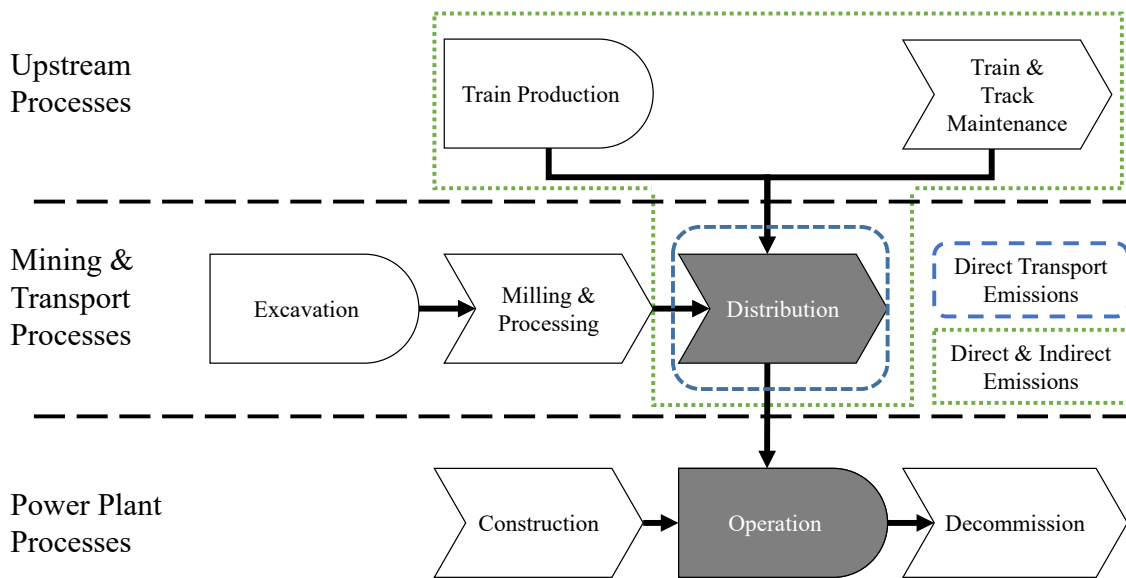 Upstream
Processes
Train Production
Train &
Track
Maintenance
Mining &
Transport
Processes
Excavation
Milling &
Processing
Distribution
Direct Transport
Emissions
Direct & Indirect
Emissions
Power Plant
Processes
Construction
Operation
Decommission